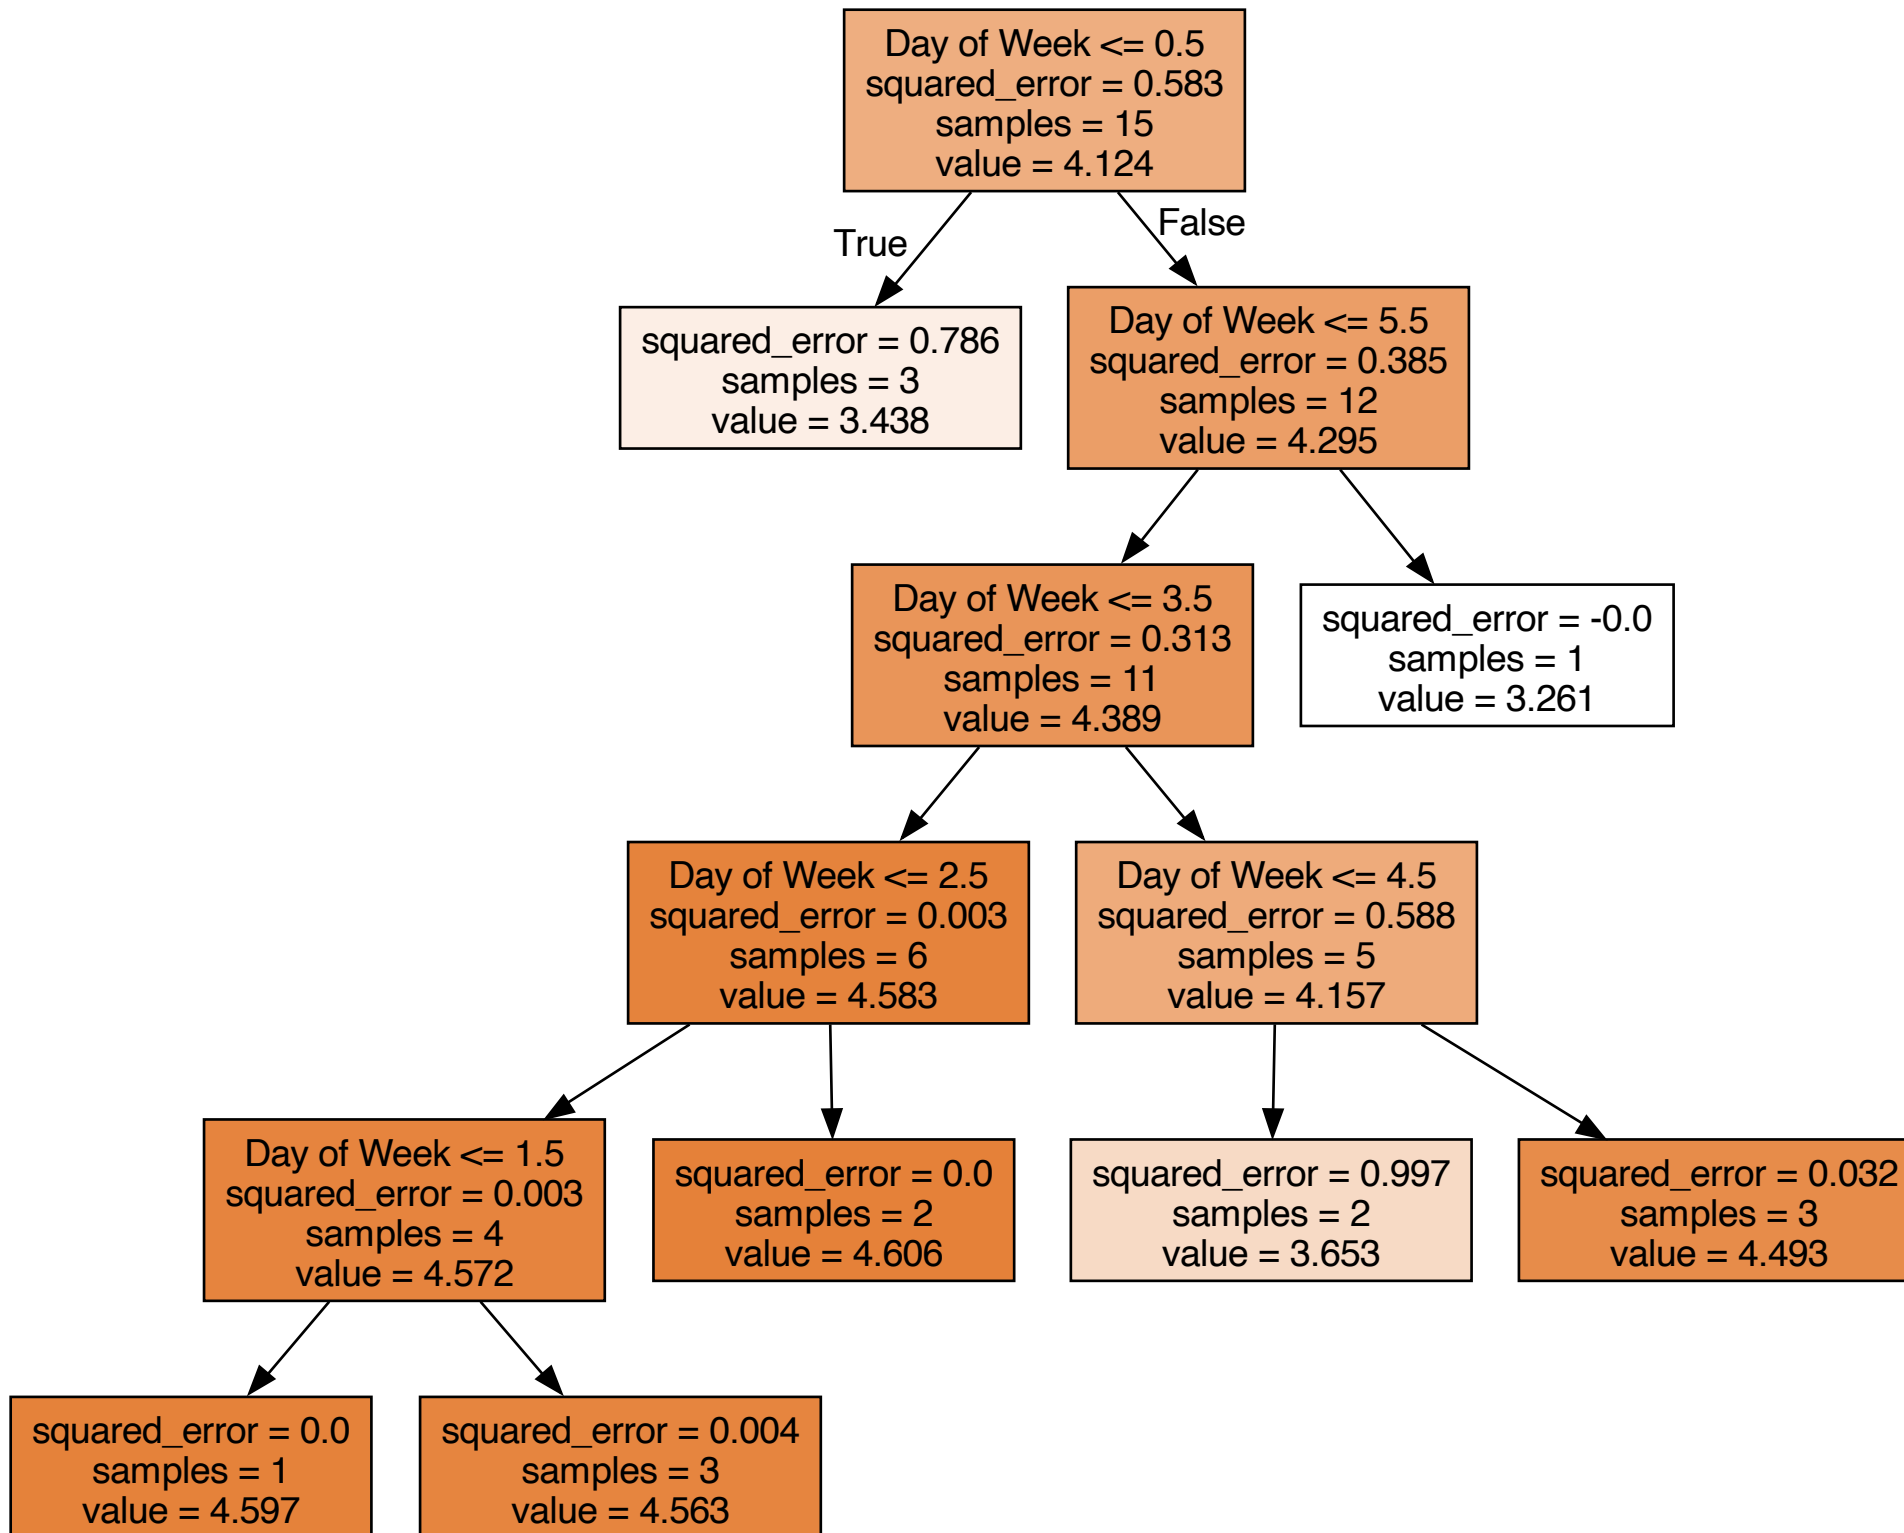 Day of Week <= 0.5
squared_error = 0.583
samples = 15
value = 4.124
True
False
squared_error = 0.786
samples = 3
value = 3.438
Day of Week <= 5.5
squared_error = 0.385
samples = 12
value = 4.295
Day of Week <= 3.5
squared_error = 0.313
samples = 11
value = 4.389
squared_error = -0.0
samples = 1
value = 3.261
Day of Week <= 2.5
squared_error = 0.003
samples = 6
value = 4.583
Day of Week <= 4.5
squared_error = 0.588
samples = 5
value = 4.157
Day of Week <= 1.5
squared_error = 0.003
samples = 4
value = 4.572
squared_error = 0.0
samples = 2
value = 4.606
squared_error = 0.997
samples = 2
value = 3.653
squared_error = 0.032
samples = 3
value = 4.493
squared_error = 0.0
samples = 1
value = 4.597
squared_error = 0.004
samples = 3
value = 4.563